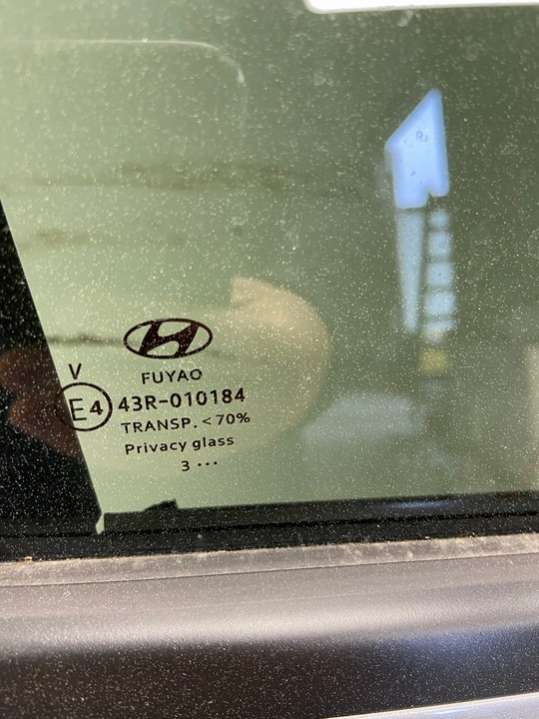 FUYAO
V
E4 43R-010184
TRANSP. <70%
Privacy glass
3 •••